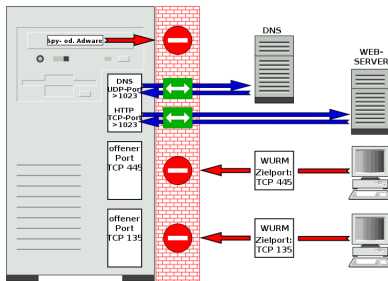 Spy- od. Adware
DNS
WEB-
SERVER
DNS
UDP-Port
>1023
HTTP
TCP-Port
>1023
offener
Port
TCP 445
WURM
Zielport:
TCP 445
offener
Port
TCP 135
WURM
Zielport:
TCP 135